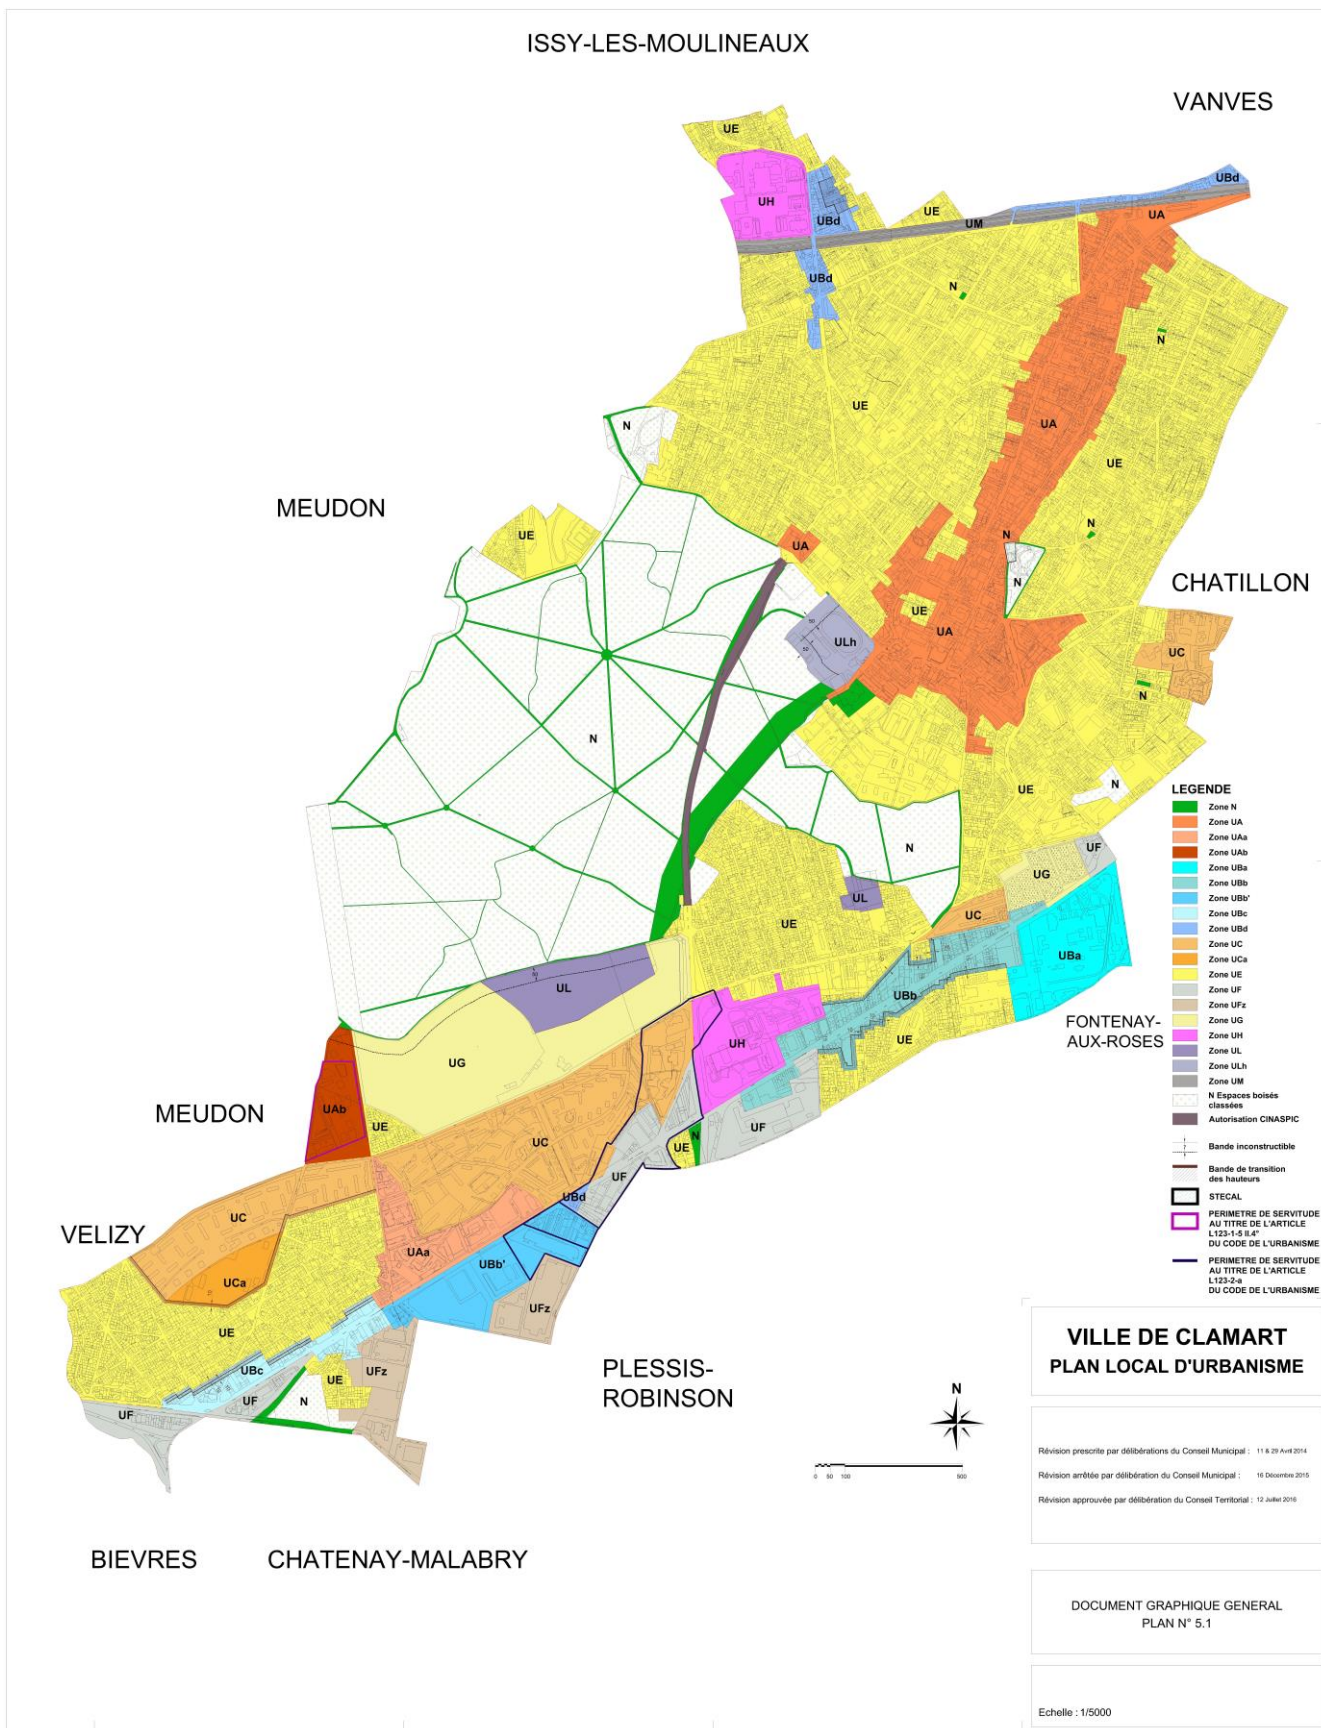 ISSY-LES-MOULINEAUX
VANVES
UE
UBd
UH
UE
UA
UBd
UM
UBd
N
N
UE
UA
N
UE
MEUDON
N
UE
N
UA
N
CHATILLON
UE
50
ULh
UA
50
UC
N
N
UE
N
LEGENDE
Zone N
Zone UA
Zone UAa
Zone UAb
Zone UBa
Zone UBb
Zone UBb'
Zone UBc
Zone UBd
Zone UC
Zone UCa
Zone UE
Zone UF
Zone UFz
Zone UG
Zone UH
Zone UL
Zone ULh
Zone UM
N Espaces boisés
classées
Autorisation CINASPIC
Bande inconstructible
Bande de transition
des hauteurs
STECAL
PERIMETRE DE SERVITUDE
AU TITRE DE L'ARTICLE
L123-1-5 II.4°
DU CODE DE L'URBANISME
PERIMETRE DE SERVITUDE
AU TITRE DE L'ARTICLE
L123-2-a
DU CODE DE L'URBANISME
N
UF
UG
UL
UC
UE
UBa
50
UL
UBb
FONTENAY-
AUX-ROSES
UH
UE
UG
MEUDON
UAb
UE
UF
UC
N
UE
UF
UBd
UC
VELIZY
UAa
UBb'
UCa
UFz
UE
UBc
UE
UFz
UF
N
UF
PLESSIS-
ROBINSON
N
0 50 100 500
VILLE DE CLAMART
PLAN LOCAL D'URBANISME
Révision prescrite par délibérations du Conseil Municipal : 11 & 29 Avril 2014
Révision arrêtée par délibération du Conseil Municipal : 16 Décembre 2015
Révision approuvée par délibération du Conseil Territorial : 12 Juillet 2016
BIEVRES
CHATENAY-MALABRY
DOCUMENT GRAPHIQUE GENERAL
PLAN N° 5.1
Echelle : 1/5000